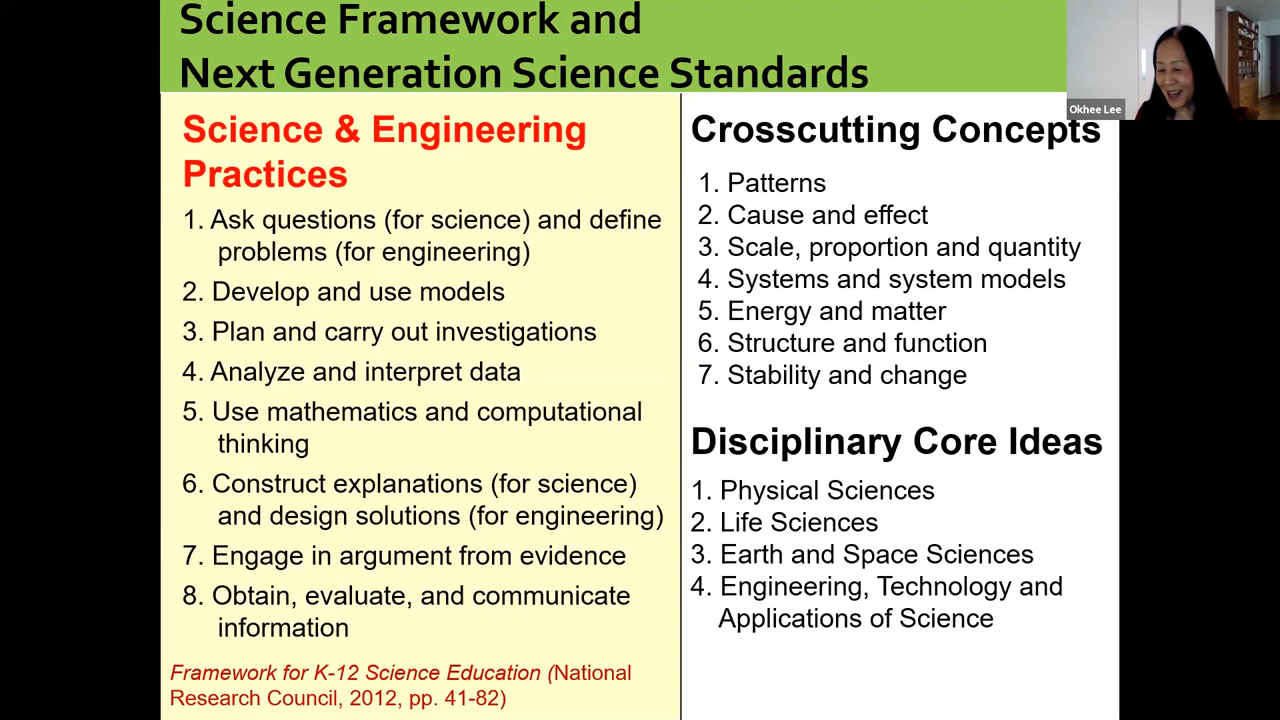 Science Framework and
Next Generation Science Standards
Okhee Lee
Science & Engineering
Practices
1. Ask questions (for science) and define
problems (for engineering)
2. Develop and use models
3. Plan and carry out investigations
4. Analyze and interpret data
5. Use mathematics and computational
thinking
6. Construct explanations (for science)
and design solutions (for engineering)
7. Engage in argument from evidence
8. Obtain, evaluate, and communicate
information
Framework for K-12 Science Education (National
Research Council, 2012, pp. 41-82)
Crosscutting Concepts
1. Patterns
2. Cause and effect
3. Scale, proportion and quantity
4. Systems and system models
5. Energy and matter
6. Structure and function
7. Stability and change
Disciplinary Core Ideas
1. Physical Sciences
2. Life Sciences
3. Earth and Space Sciences
4. Engineering, Technology and
Applications of Science